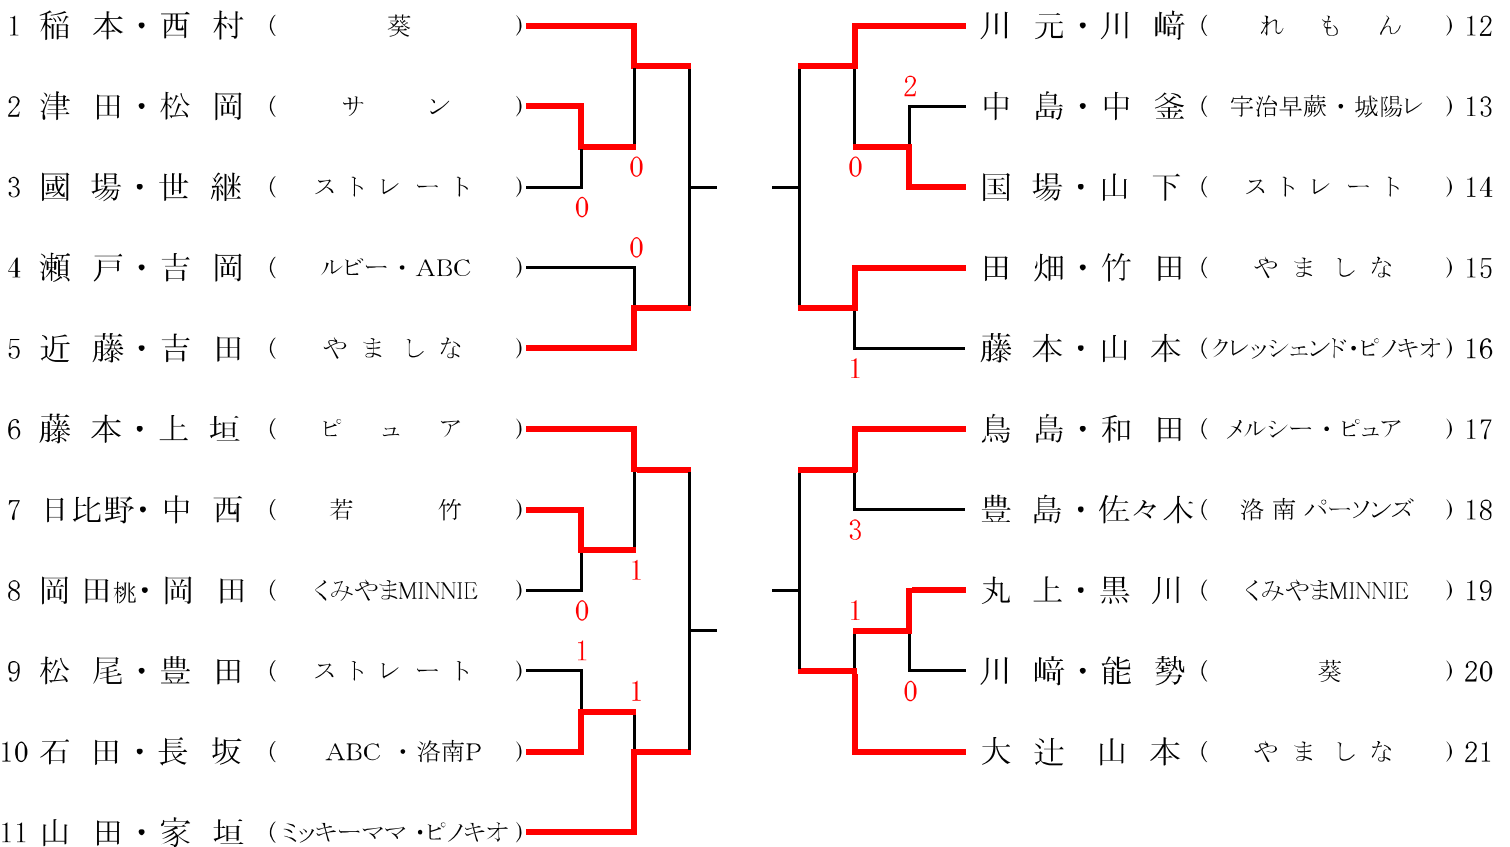 1 稲本・西村 ( 葵 )
2 津田・松岡 ( サン )
0
3 國場・世継 ( ストレート )
0
0
4 瀬戸・吉岡 ( ルビー・ABC )
5 近藤・吉田 ( やましな )
6 藤本・上垣 ( ピュア )
7 日比野・中西 ( 若竹 )
1
8 岡田桃・岡田 ( くみやまMINNIE )
0
1
9 松尾・豊田 ( ストレート )
1
10 石田・長坂 ( ABC・洛南P )
11 山田・家垣 ( ミッキーママ・ピノキオ )
川元・川﨑 ( れもん ) 12
2
中島・中釜 ( 宇治早蕨・城陽レ ) 13
0
国場・山下 ( ストレート ) 14
田畑・竹田 ( やましな ) 15
藤本・山本 ( クレッシェンド・ピノキオ ) 16
1
鳥島・和田 ( メルシー・ピュア ) 17
豊島・佐々木 ( 洛南パーソンズ ) 18
3
丸上・黒川 ( くみやまMINNIE ) 19
1
川﨑・能勢 ( 葵 ) 20
0
大辻 山本 ( やましな ) 21